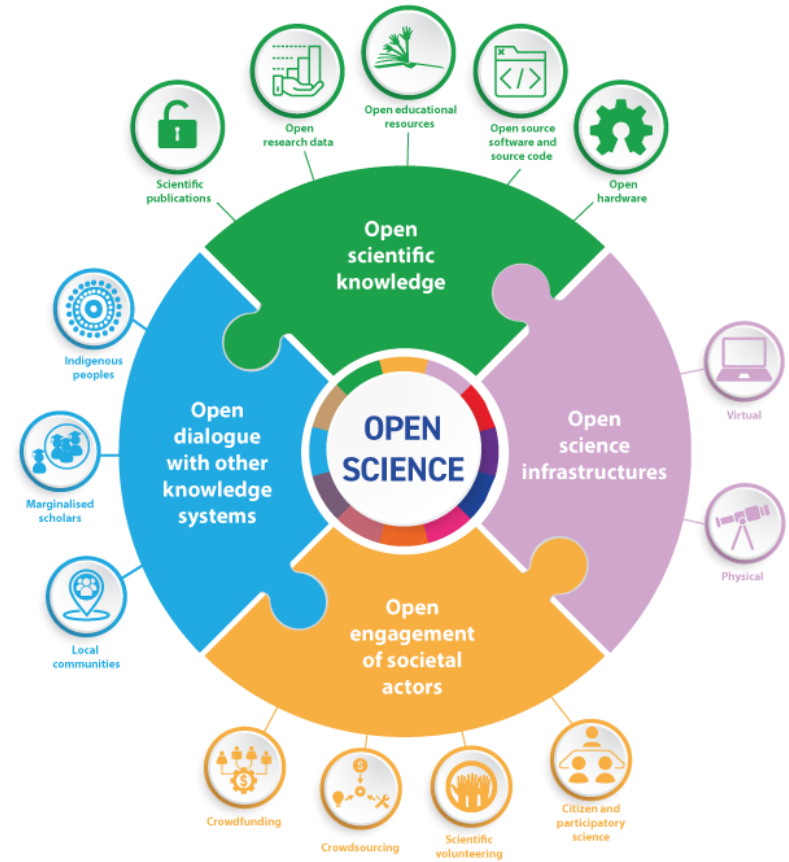 Open educational
resources
Open
research data
Open source
software and
source code
Scientific
publications
Open
hardware
Open
scientific
knowledge
Indigenous
peoples
Marginalised
scholars
Local
communities
Open
dialogue
with other
knowledge
systems
OPEN
SCIENCE
Open
science
infrastructures
Virtual
Physical
Open
engagement
of societal
actors
$
Crowdfunding
$
Crowdsourcing
Scientific
volunteering
Citizen and
participatory
science